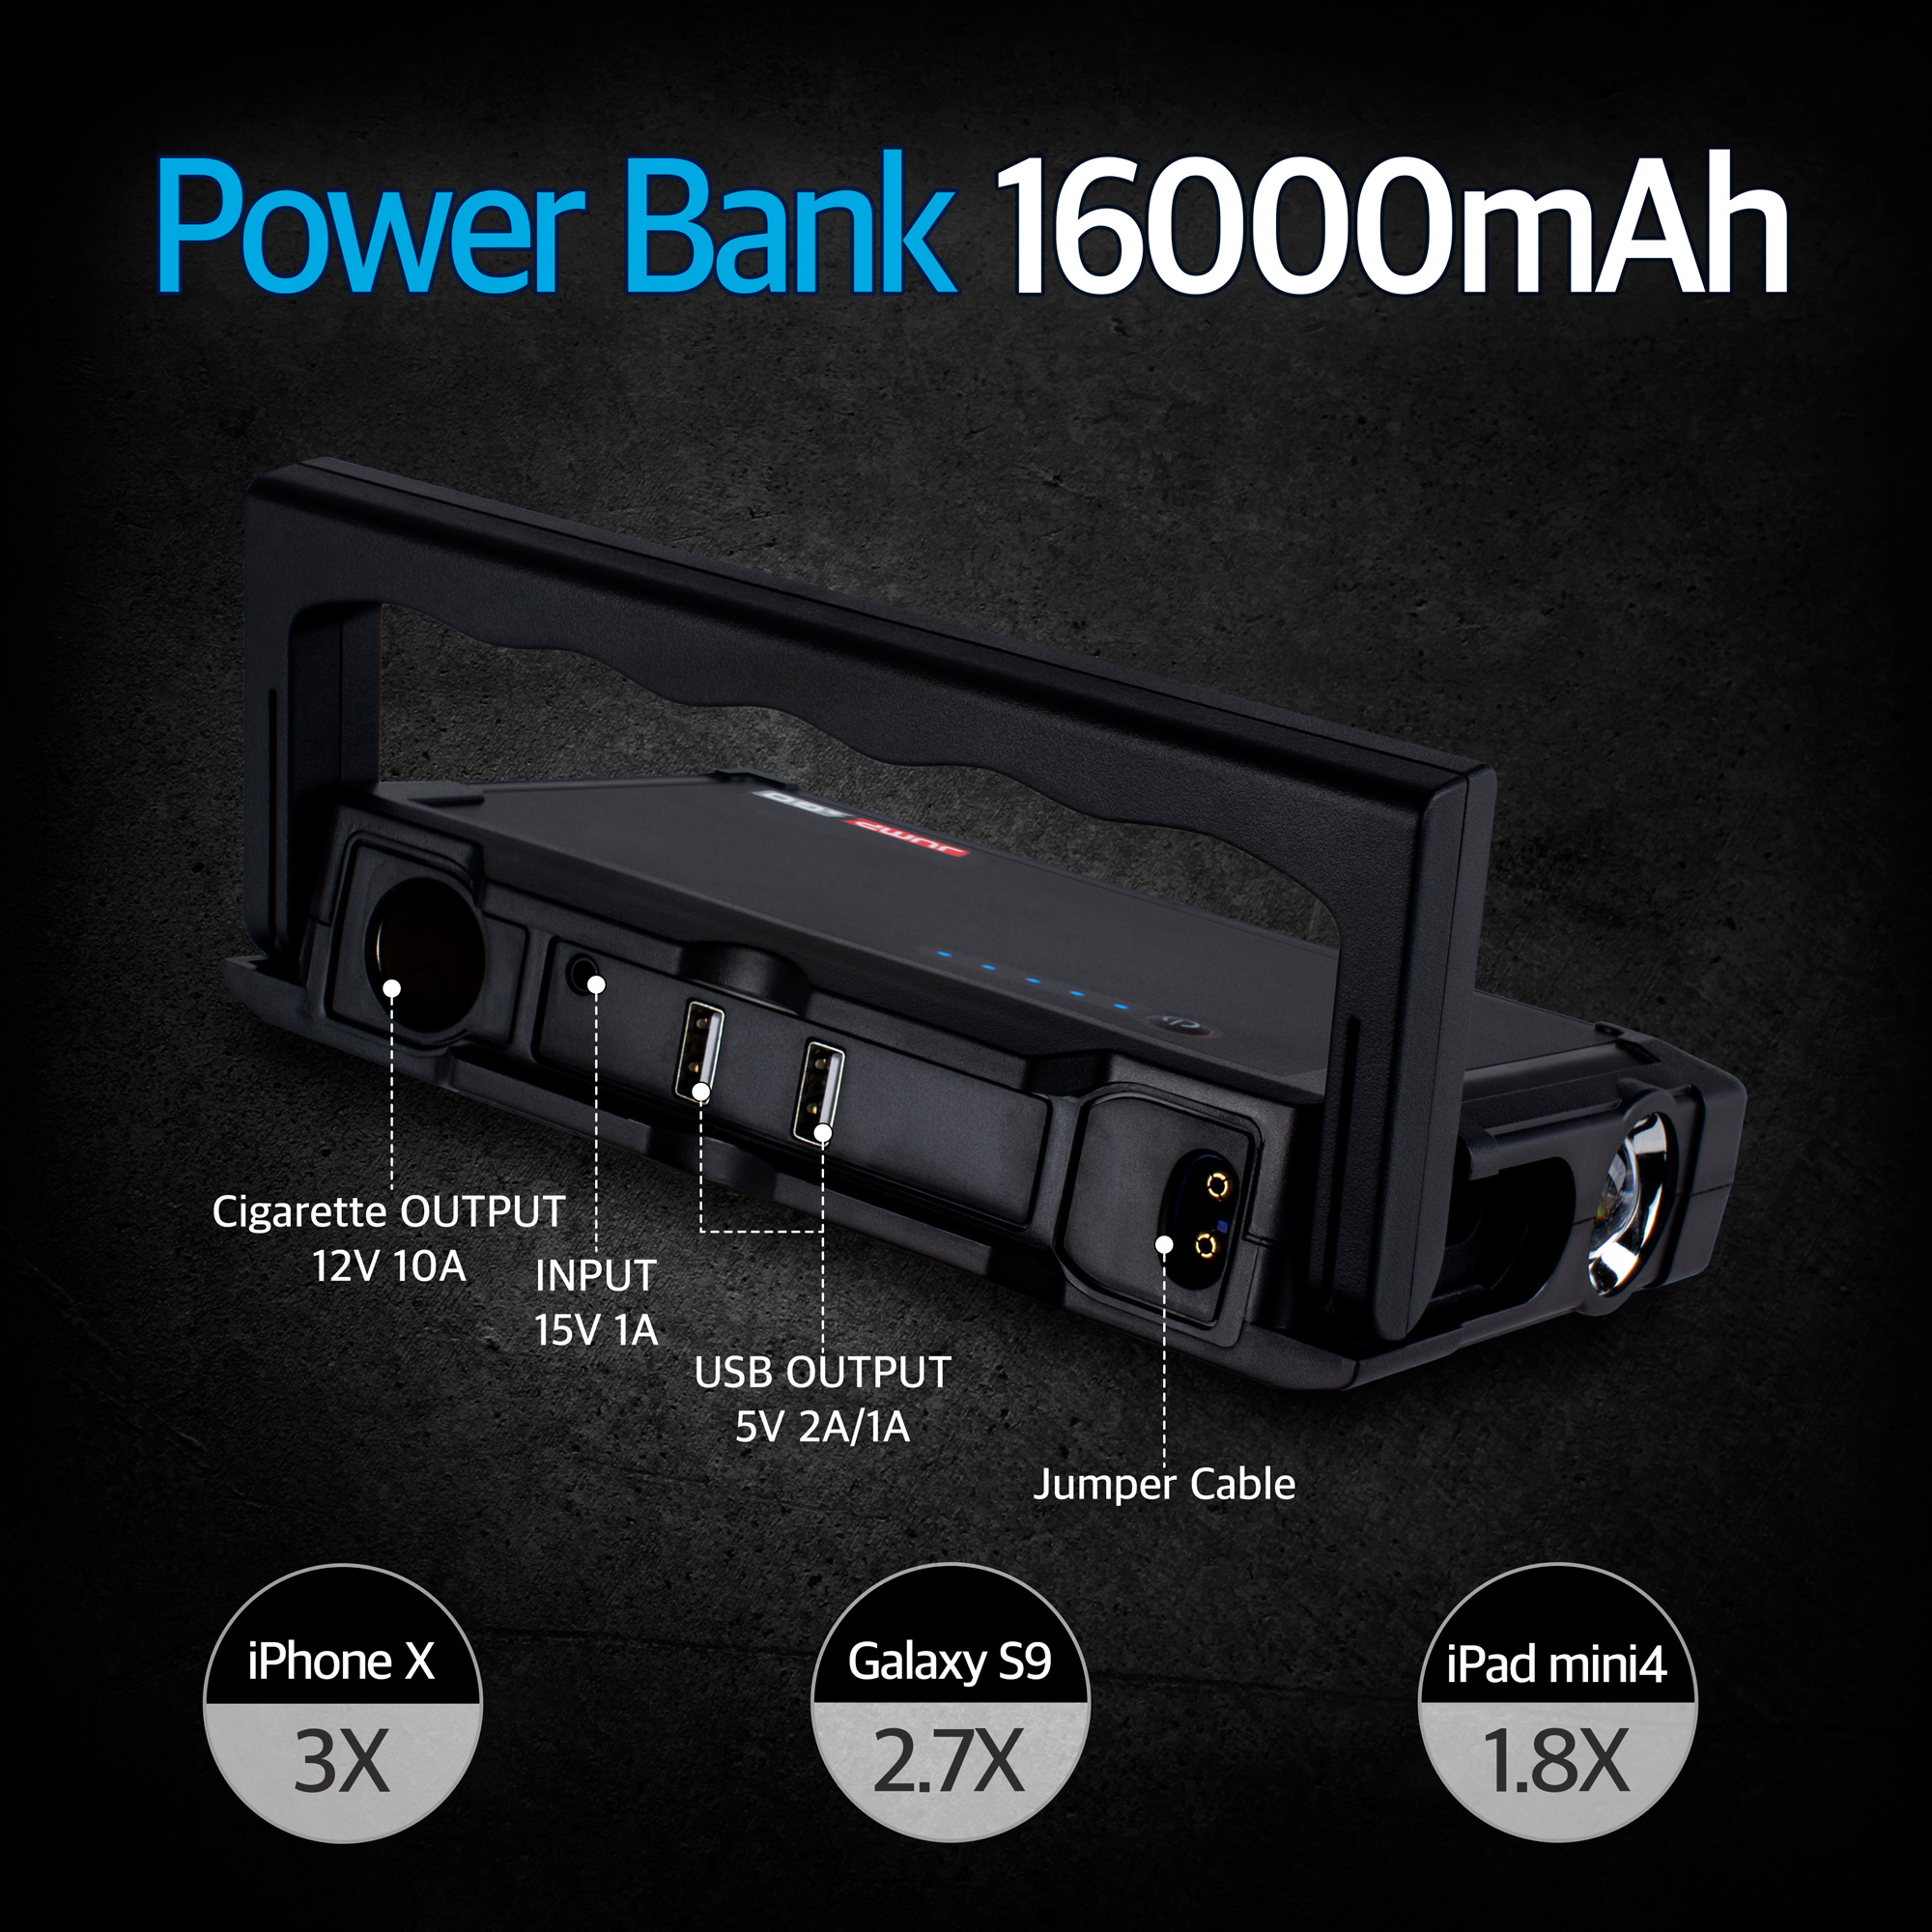 Power Bank 16000mAh
Cigarette OUTPUT
12V 10A
INPUT
15V 1A
USB OUTPUT
5V 2A/1A
Jumper Cable
iPhone X
3X
Galaxy S9
2.7X
iPad mini4
1.8X